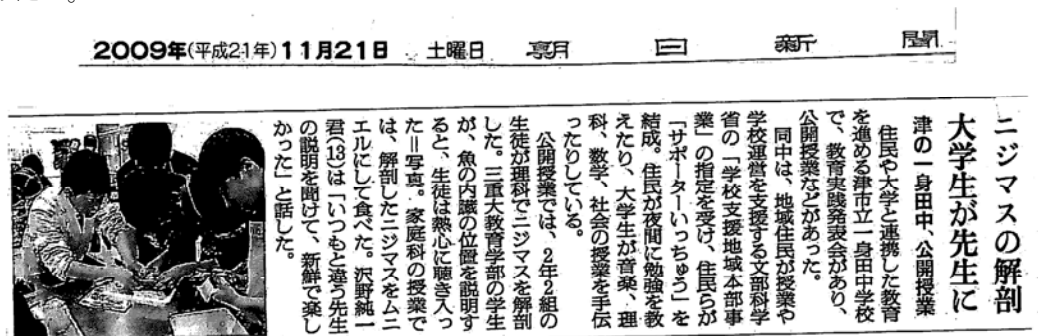 2009年(平成21年)11月21日 土曜日 朝日新聞
ニジマスの解剖
大学生が先生に
津の一身田中、公開授業
住民や大学と連携した教育
を進める津市立一身田中学校
で、教育実践発表会があり、
公開授業などがあった。
同中は、地域住民が授業や
学校運営を支援する文部科学
省の「学校支援地域本部事
業」の指定を受け、住民らが
「サポーターいっちゅう」を
結成。住民が夜間に勉強を教
えたり、大学生が音楽、理
科、数学、社会の授業を手伝
ったりしている。
公開授業では、2年2組の
生徒が理科でニジマスを解剖
した。三重大教育学部の学生
が、魚の内臓の位置を説明す
ると、生徒は熱心に聴き入っ
た=写真。家庭科の授業で
は、解剖したニジマスをムニ
エルにして食べた。沢野純一
君(13)は「いつもと違う先生
の説明を聞けて、新鮮で楽し
かった」と話した。